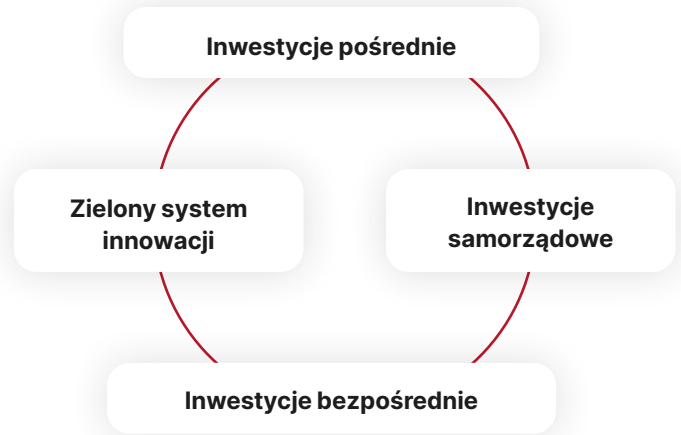 Inwestycje pośrednie
Zielony system
innowacji
Inwestycje
samorządowe
Inwestycje bezpośrednie